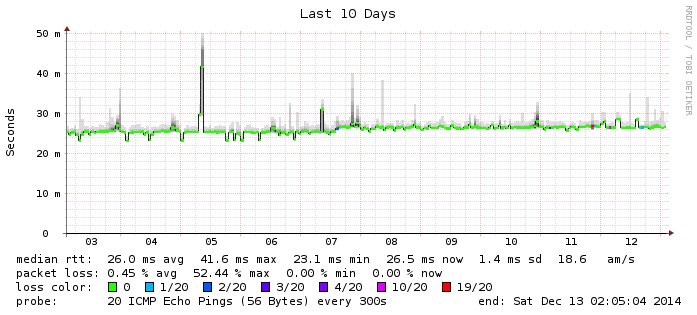 Last 10 Days
RRDTOOL / TOBI OETIKER
Seconds
50 m
40 m
30 m
20 m
10 m
0
03 04 05 06 07 08 09 10 11 12
median rtt: 26.0 ms avg 41.6 ms max 23.1 ms min 26.5 ms now 1.4 ms sd 18.6 am/s
packet loss: 0.45 % avg 52.44 % max 0.00 % min 0.00 % now
loss color: 0 1/20 2/20 3/20 4/20 10/20 19/20
probe: 20 ICMP Echo Pings (56 Bytes) every 300s end: Sat Dec 13 02:05:04 2014